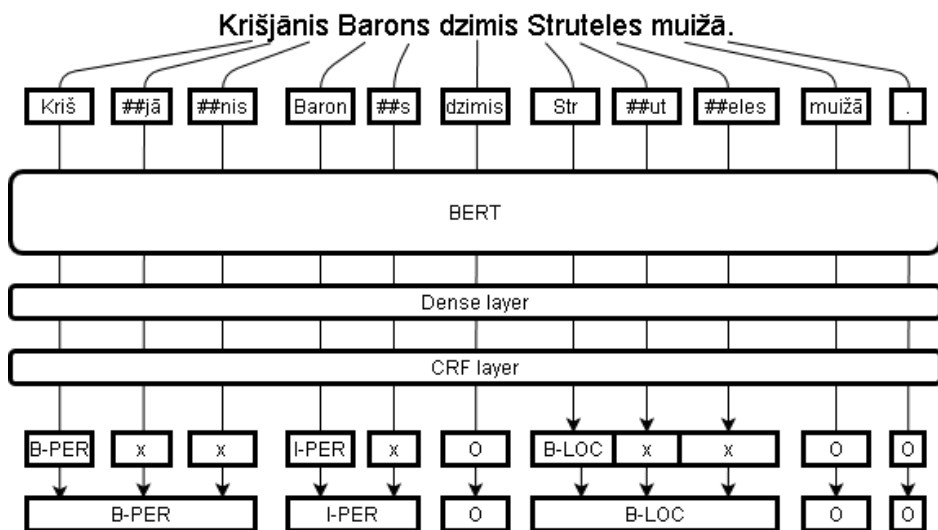 Krišjānis Barons dzimis Struteles muižā.
Kriš ##jā ##nis Baron ##s dzimis Str ##ut ##eles muižā .
BERT
Dense layer
CRF layer
B-PER x x I-PER x O B-LOC x x O O
B-PER I-PER O B-LOC O O